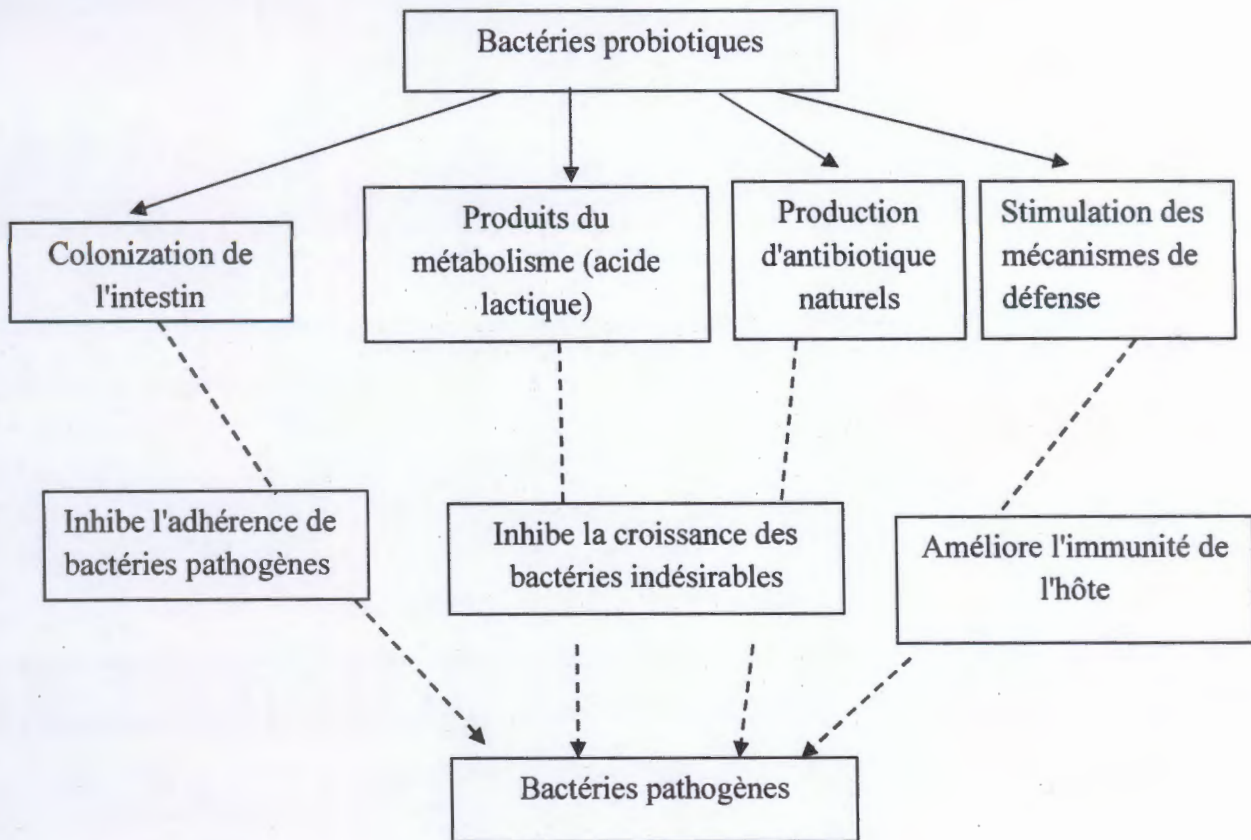 Bactéries probiotiques
Colonization de
l'intestin
Produits du
métabolisme (acide
lactique)
Production
d'antibiotique
naturels
Stimulation des
mécanismes de
défense
Inhibe l'adhérence de
bactéries pathogènes
Inhibe la croissance des
bactéries indésirables
Améliore l'immunité de
l'hôte
Bactéries pathogènes